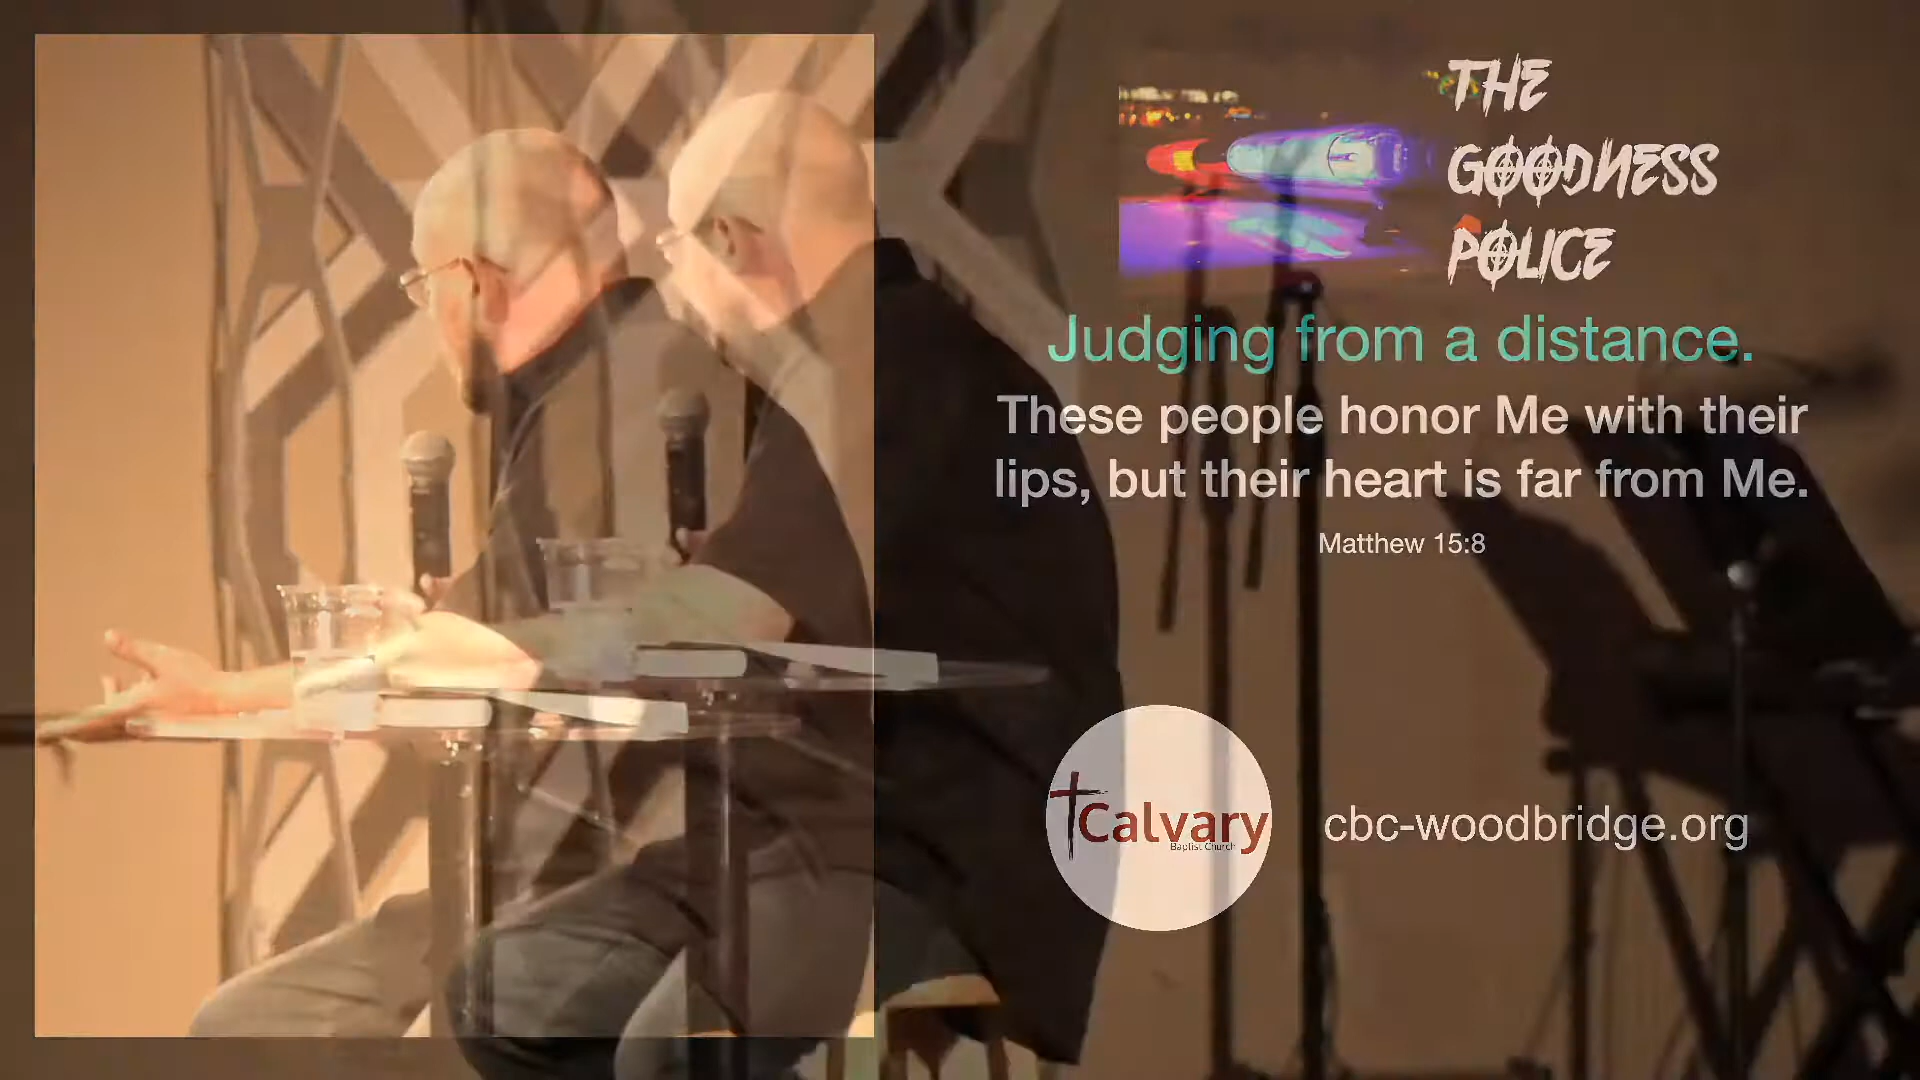 THE
GOODNESS
POLICE
Judging from a distance.
These people honor Me with their
lips, but their heart is far from Me.
Matthew 15:8
Calvary
Baptist Church
cbc-woodbridge.org